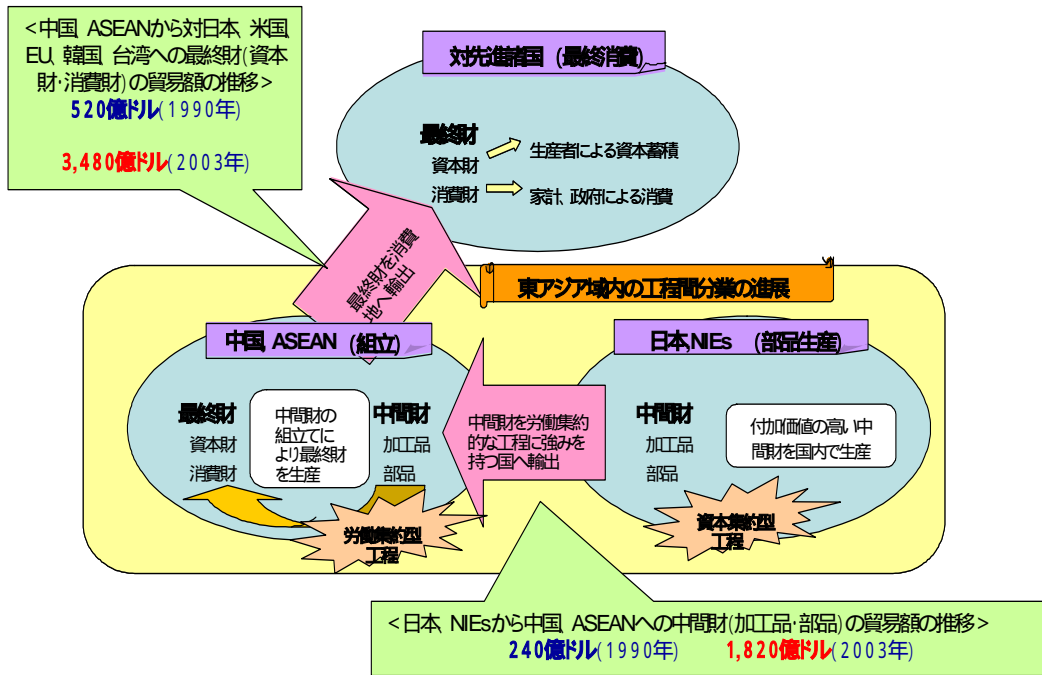 <中国、ASEANから対日本、米国、
EU、韓国、台湾への最終財(資本
財・消費財)の貿易額の推移>
520億ドル(1990年)
3,480億ドル(2003年)
対先進諸国 (最終消費)
最終財
資本財
生産者による資本蓄積
消費財
家計、政府による消費
最終財を消費
地へ輸出
東アジア域内の工程間分業の進展
中国、ASEAN (組立)
最終財
資本財
消費財
中間財の
組立てに
より最終財
を生産
中間財
加工品
部品
労働集約型
工程
中間財を労働集約
的な工程に強みを
持つ国へ輸出
日本,NIEs (部品生産)
中間財
加工品
部品
付加価値の高い中
間財を国内で生産
資本集約型
工程
<日本、NIEsから中国、ASEANへの中間財(加工品・部品)の貿易額の推移>
240億ドル(1990年) 1,820億ドル(2003年)